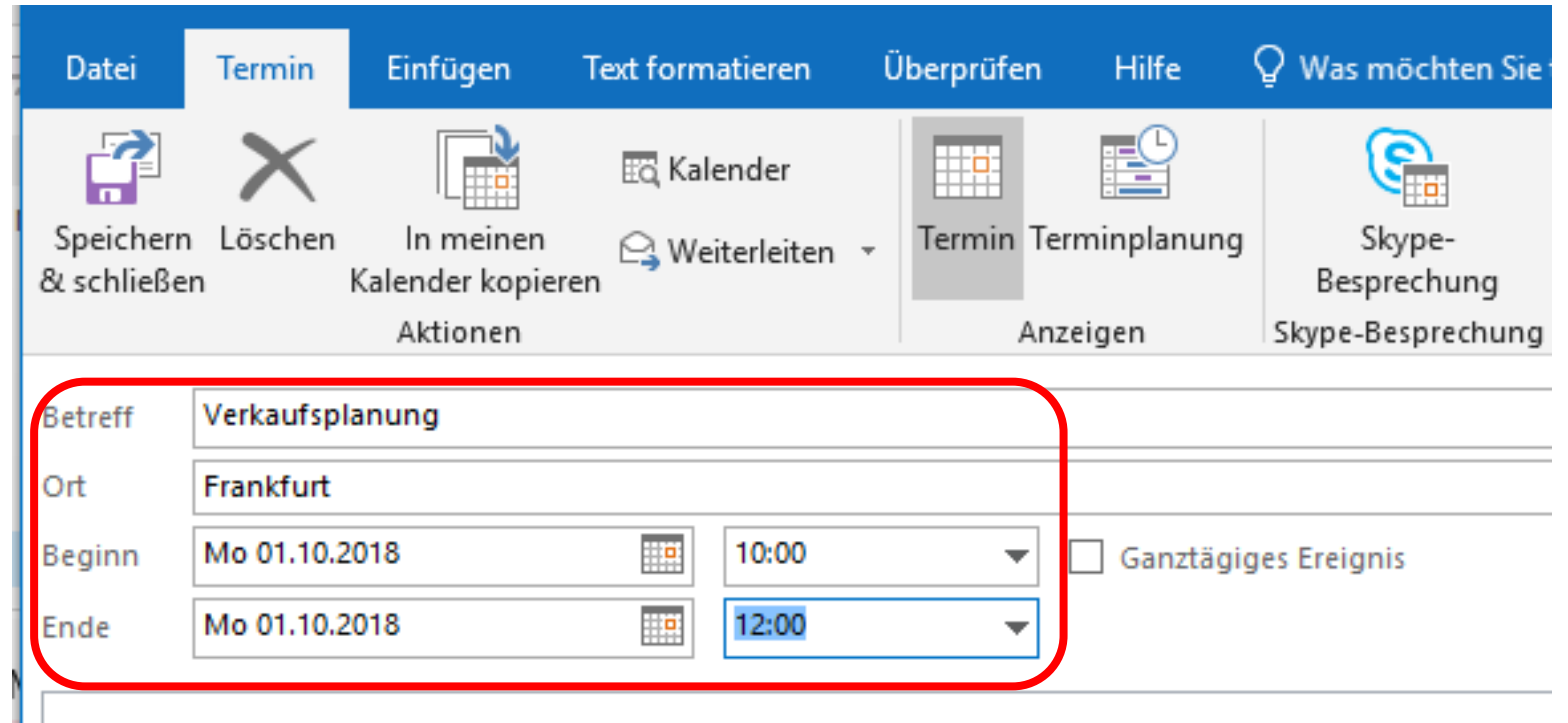 Datei Termin Einfügen Text formatieren Überprüfen Hilfe Was möchten Sie
Speichern
& schließen
Löschen
In meinen
Kalender kopieren
Kalender
Weiterleiten
Aktionen
Termin
Terminplanung
Anzeigen
Skype-
Besprechung
Skype-Besprechung
Betreff Verkaufsplanung
Ort Frankfurt
Beginn Mo 01.10.2018 10:00 Ganztägiges Ereignis
Ende Mo 01.10.2018 12:00